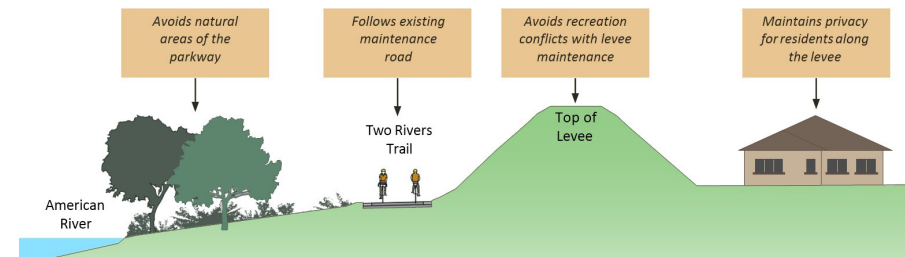 Avoids natural
areas of the
parkway
Follows existing
maintenance
road
Avoids recreation
conflicts with levee
maintenance
Maintains privacy
for residents along
the levee
Two Rivers
Trail
Top of
Levee
American
River